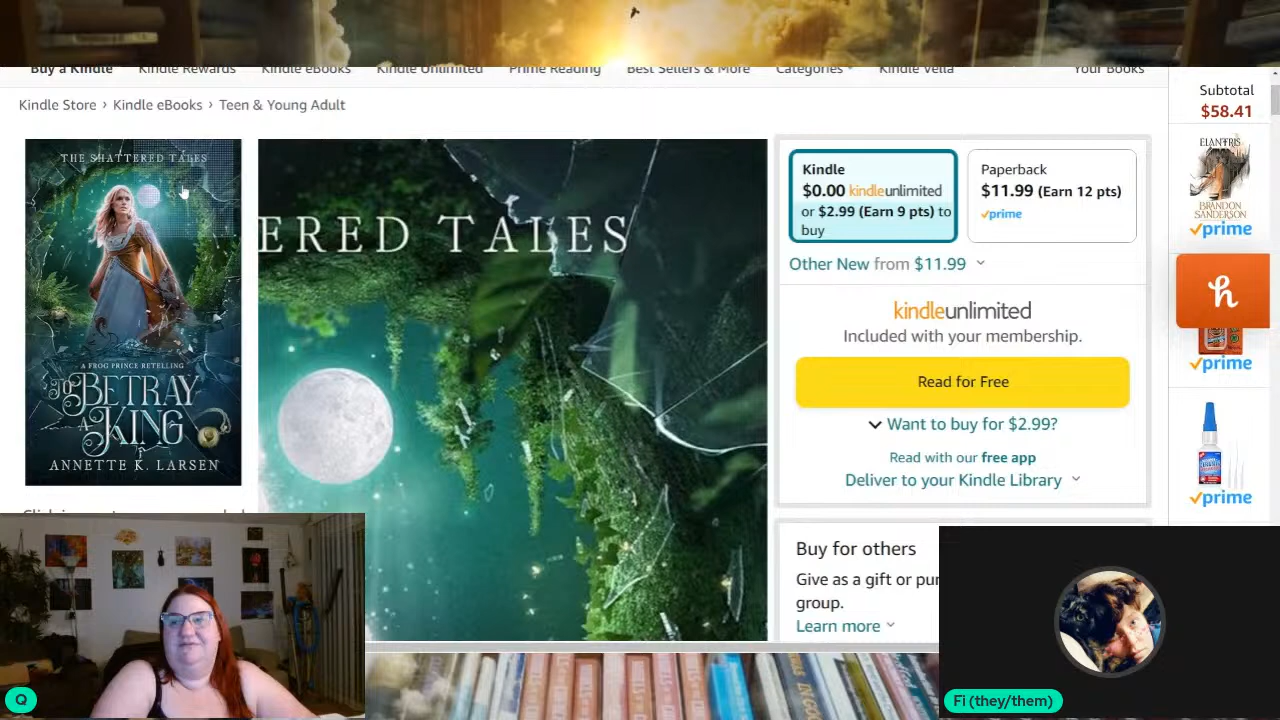 Buy a Kindle Kindle Rewards Kindle eBooks Kindle Unlimited Prime Reading Best Sellers & More Categories Kindle Vella Your Books
Kindle Store › Kindle eBooks › Teen & Young Adult
Subtotal
$58.41
THE SHATTERED TALES
A FROG PRINCE RETELLING
TO BETRAY
A KING
ANNETTE K. LARSEN
ERED TALES
Kindle
$0.00 kindleunlimited
or $2.99 (Earn 9 pts) to
buy
Paperback
$11.99 (Earn 12 pts)
prime
Other New from $11.99
kindleunlimited
Included with your membership.
Read for Free
Want to buy for $2.99?
Read with our free app
Deliver to your Kindle Library
Buy for others
Give as a gift or pur
group.
Learn more
ELANTRIS
BRANDON
SANDERSON
prime
h
prime
prime
Q
Fi (they/them)